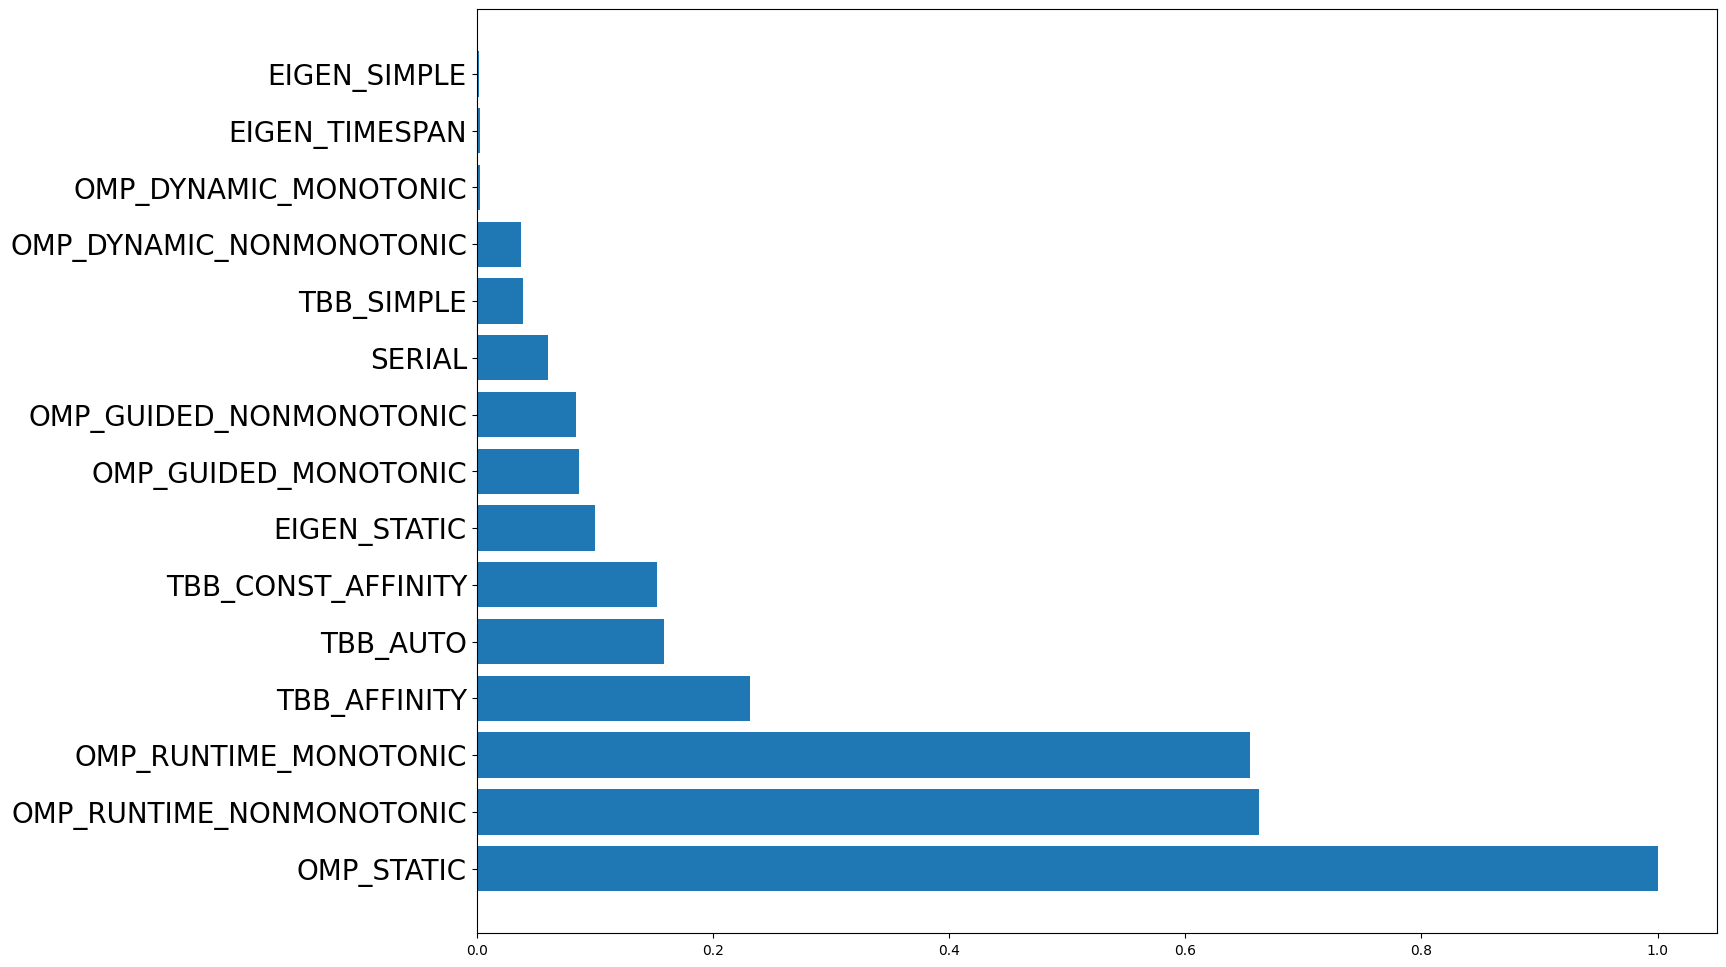 EIGEN_SIMPLE
EIGEN_TIMESPAN
OMP_DYNAMIC_MONOTONIC
OMP_DYNAMIC_NONMONOTONIC
TBB_SIMPLE
SERIAL
OMP_GUIDED_NONMONOTONIC
OMP_GUIDED_MONOTONIC
EIGEN_STATIC
TBB_CONST_AFFINITY
TBB_AUTO
TBB_AFFINITY
OMP_RUNTIME_MONOTONIC
OMP_RUNTIME_NONMONOTONIC
OMP_STATIC
0.0 0.2 0.4 0.6 0.8 1.0